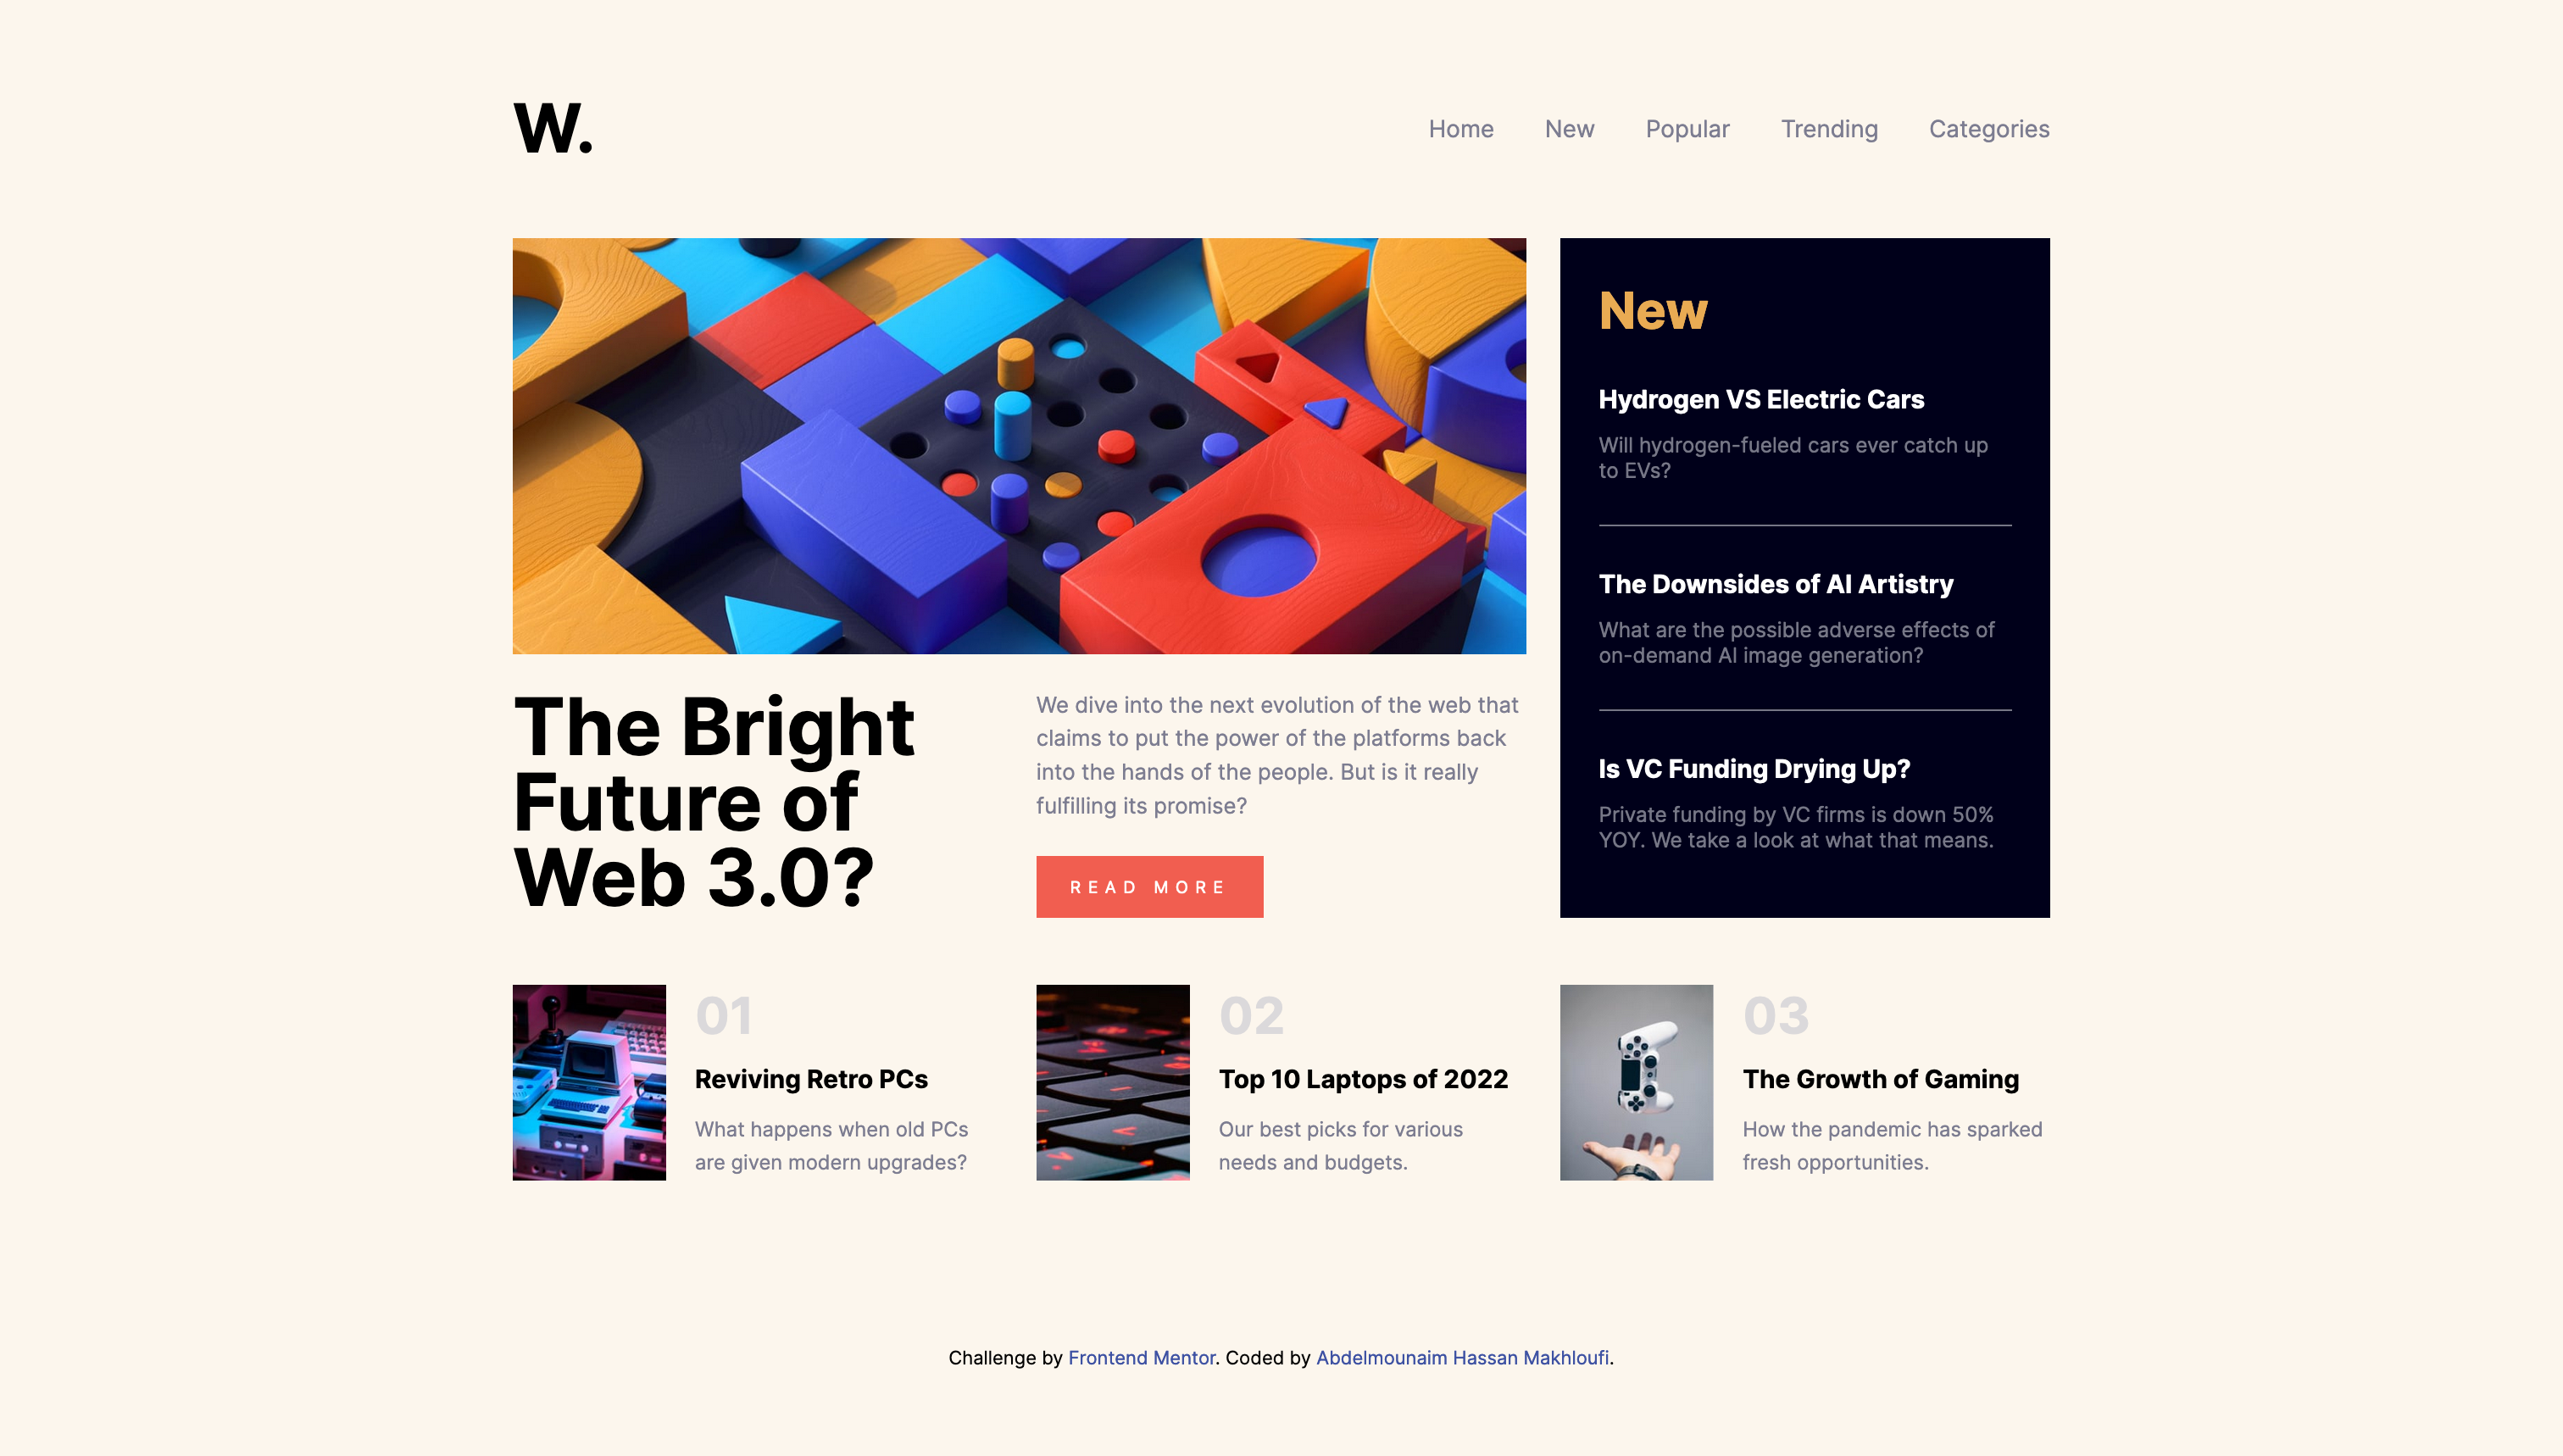 W.
Home New Popular Trending Categories
The Bright
Future of
Web 3.0?
We dive into the next evolution of the web that
claims to put the power of the platforms back
into the hands of the people. But is it really
fulfilling its promise?
READ MORE
New
Hydrogen VS Electric Cars
Will hydrogen-fueled cars ever catch up
to EVs?
The Downsides of AI Artistry
What are the possible adverse effects of
on-demand AI image generation?
Is VC Funding Drying Up?
Private funding by VC firms is down 50%
YOY. We take a look at what that means.
01
Reviving Retro PCs
What happens when old PCs
are given modern upgrades?
02
Top 10 Laptops of 2022
Our best picks for various
needs and budgets.
03
The Growth of Gaming
How the pandemic has sparked
fresh opportunities.
Challenge by Frontend Mentor. Coded by Abdelmounaim Hassan Makhloufi.